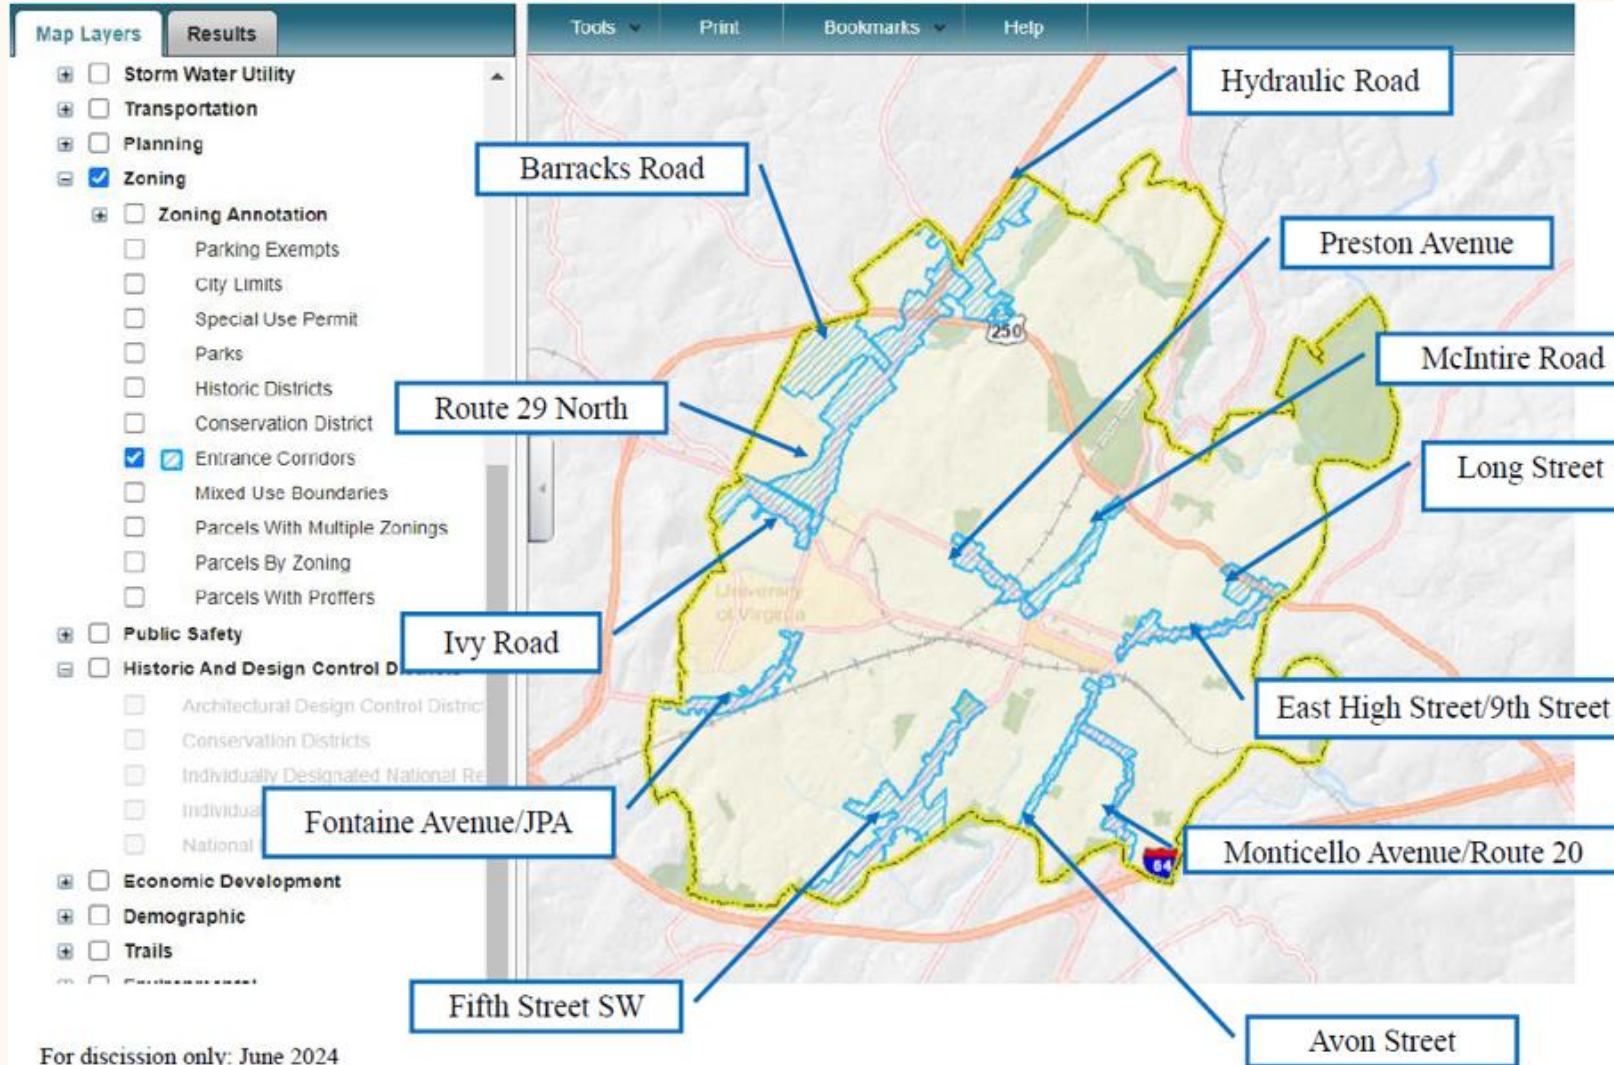 Map Layers
Results
Tools
Print
Bookmarks
Help
Storm Water Utility
Transportation
Planning
Zoning
Zoning Annotation
Parking Exempts
City Limits
Special Use Permit
Parks
Historic Districts
Conservation District
Entrance Corridors
Mixed Use Boundaries
Parcels With Multiple Zonings
Parcels By Zoning
Parcels With Proffers
Public Safety
Historic And Design Control
Architectural Design Control
Conservation Districts
Individually Designated National
National
Economic Development
Demographic
Trails
Hydraulic Road
Barracks Road
Preston Avenue
250
McIntire Road
Route 29 North
Long Street
University
of Virginia
Ivy Road
East High Street/9th Street
Fontaine Avenue/JPA
Monticello Avenue/Route 20
64
Fifth Street SW
Avon Street
For discission only: June 2024